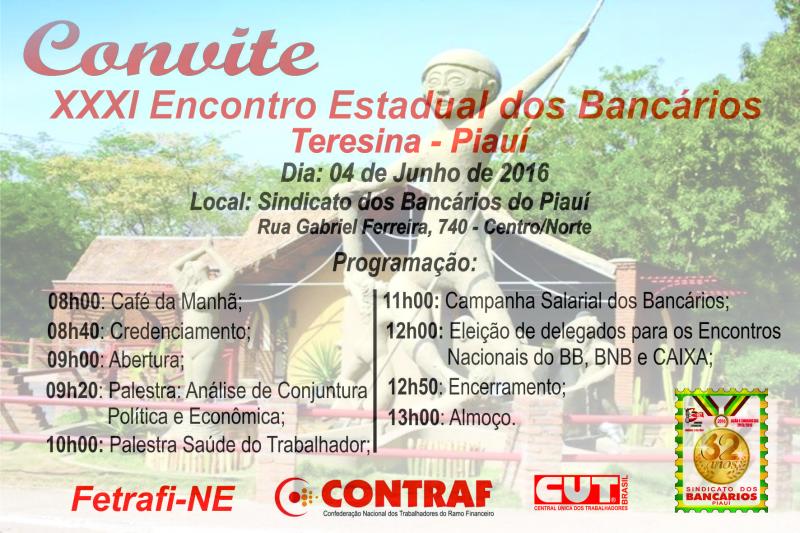 Convite
XXXI Encontro Estadual dos Bancários
Teresina - Piauí
Dia: 04 de Junho de 2016
Local: Sindicato dos Bancários do Piauí
Rua Gabriel Ferreira, 740 - Centro/Norte
Programação:
08h00: Café da Manhã;
08h40: Credenciamento;
09h00: Abertura;
09h20: Palestra: Análise de Conjuntura
Política e Econômica;
10h00: Palestra Saúde do Trabalhador;
11h00: Campanha Salarial dos Bancários;
12h00: Eleição de delegados para os Encontros
Nacionais do BB, BNB e CAIXA;
12h50: Encerramento;
13h00: Almoço.
Fetrafi-NE
CONTRAF
Confederação Nacional dos Trabalhadores do Ramo Financeiro
CUT BRASIL
CENTRAL ÚNICA DOS TRABALHADORES
32
anos
SINDICATO DOS
BANCÁRIOS
PIAUÍ